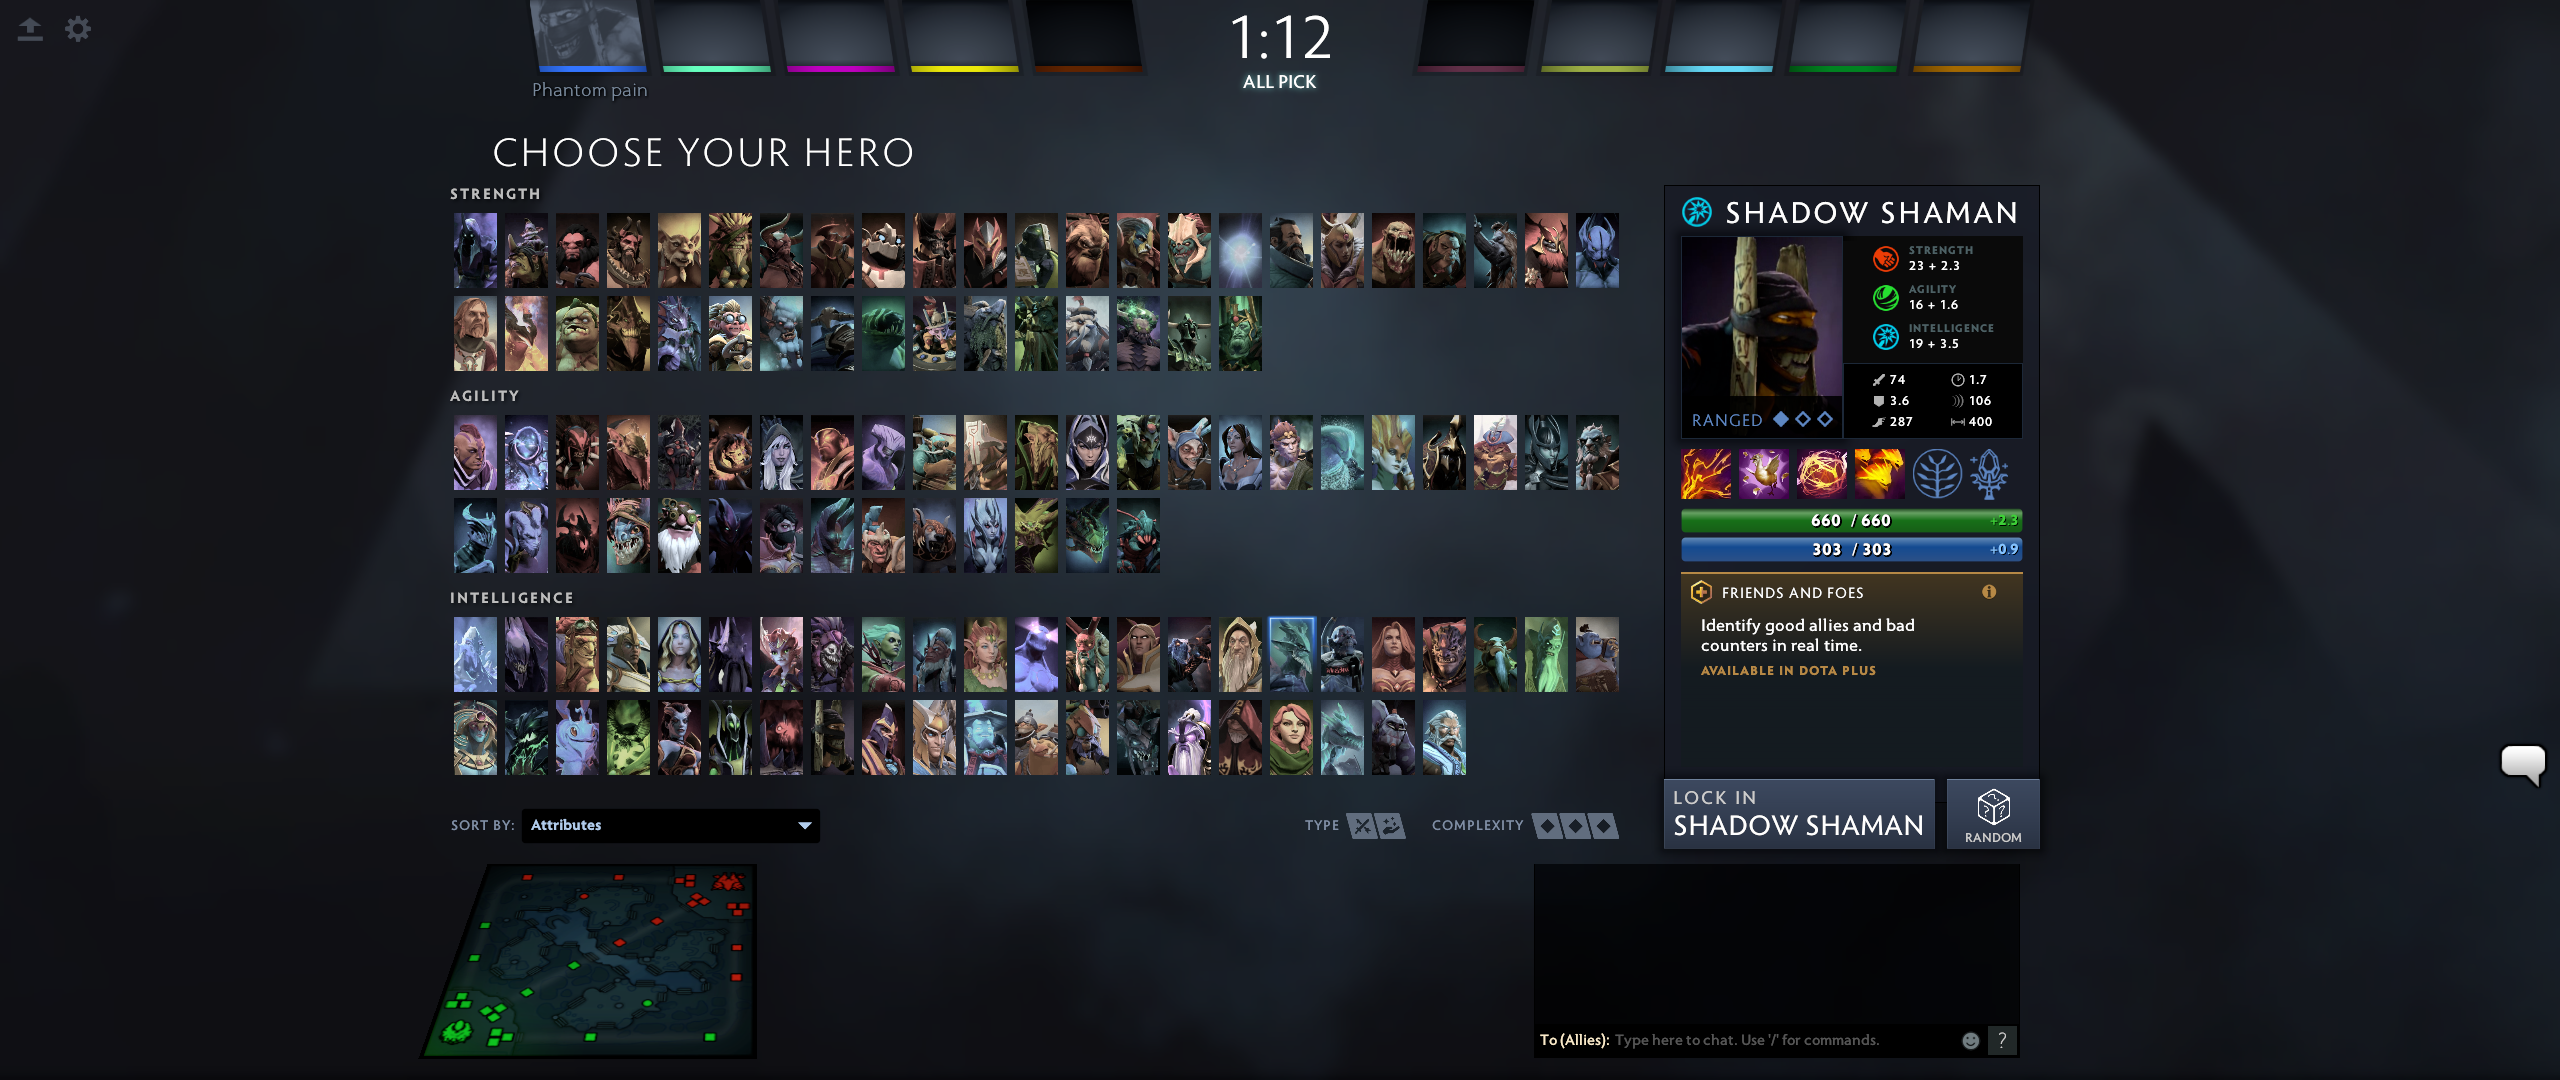 1:12
ALL PICK
Phantom pain
CHOOSE YOUR HERO
STRENGTH
AGILITY
INTELLIGENCE
SORT BY: Attributes
TYPE
COMPLEXITY
SHADOW SHAMAN
STRENGTH
23 + 2.3
AGILITY
16 + 1.6
INTELLIGENCE
19 + 3.5
RANGED
74 1.7
3.6 106
287 400
660 / 660 +2.3
303 / 303 +0.9
FRIENDS AND FOES
Identify good allies and bad
counters in real time.
AVAILABLE IN DOTA PLUS
LOCK IN
SHADOW SHAMAN
RANDOM
To (Allies): Type here to chat. Use '/' for commands.
?